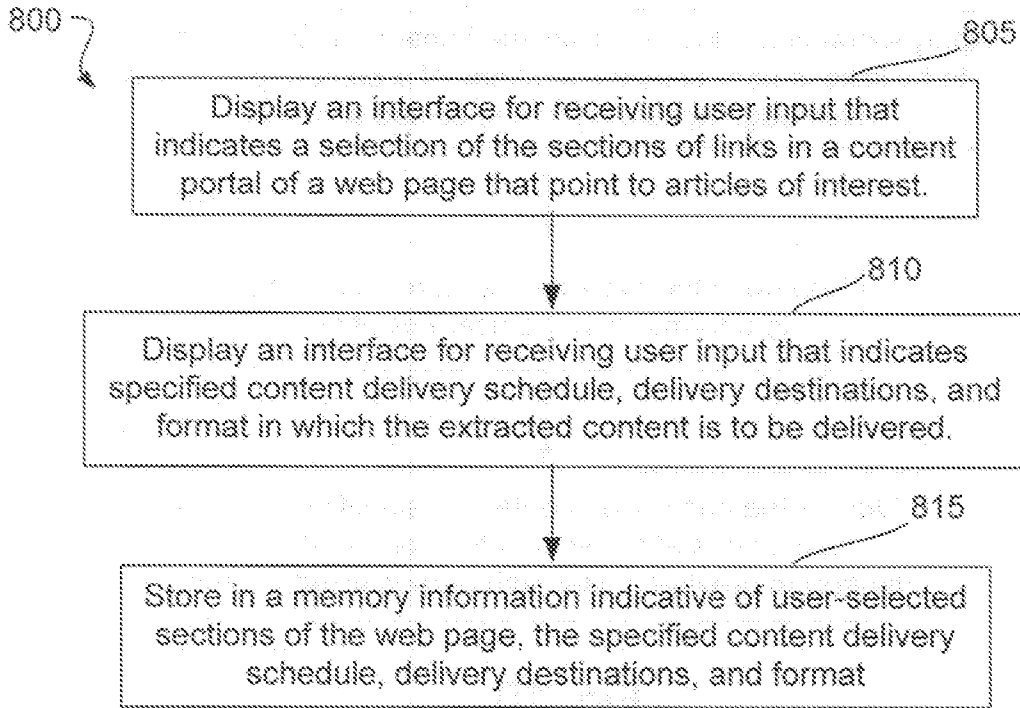 800
805
Display an interface for receiving user input that
indicates a selection of the sections of links in a content
portal of a web page that point to articles of interest.
810
Display an interface for receiving user input that indicates
specified content delivery schedule, delivery destinations, and
format in which the extracted content is to be delivered.
815
Store in a memory information indicative of user-selected
sections of the web page, the specified content delivery
schedule, delivery destinations, and format